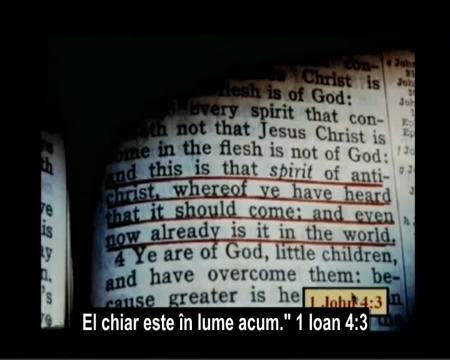 con-
Christ is
flesh is of God:
every spirit that con-
not that Jesus Christ is
in the flesh is not of God:
and this is that spirit of anti-
christ, whereof ye have heard
that it should come; and even
now already is it in the world.
4 Ye are of God, little children,
and have overcome them: be-
cause greater is he
1 John 4:3
El chiar este în lume acum." 1 Ioan 4:3